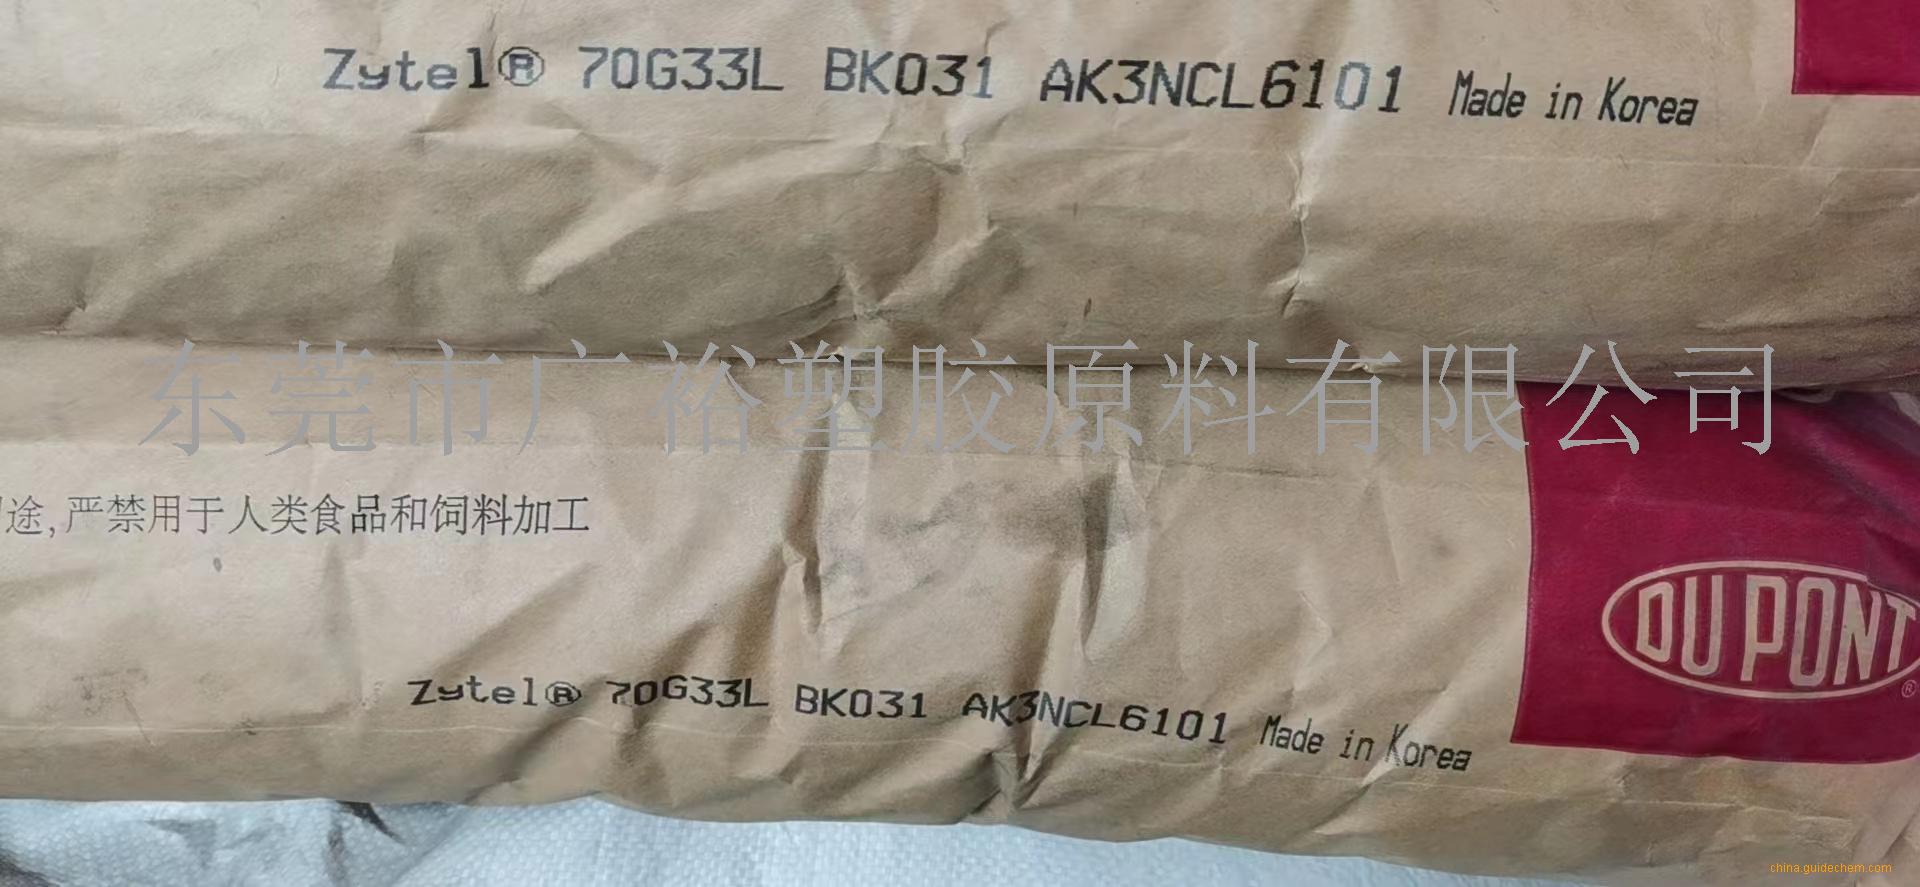 Zytel® 70G33L BK031 AK3NCL6101 Made in Korea
东莞市广裕塑胶原料有限公司
途,严禁用于人类食品和饲料加工
DUPONT®
Zytel® 70G33L BK031 AK3NCL6101 Made in Korea
china.guidechem.com